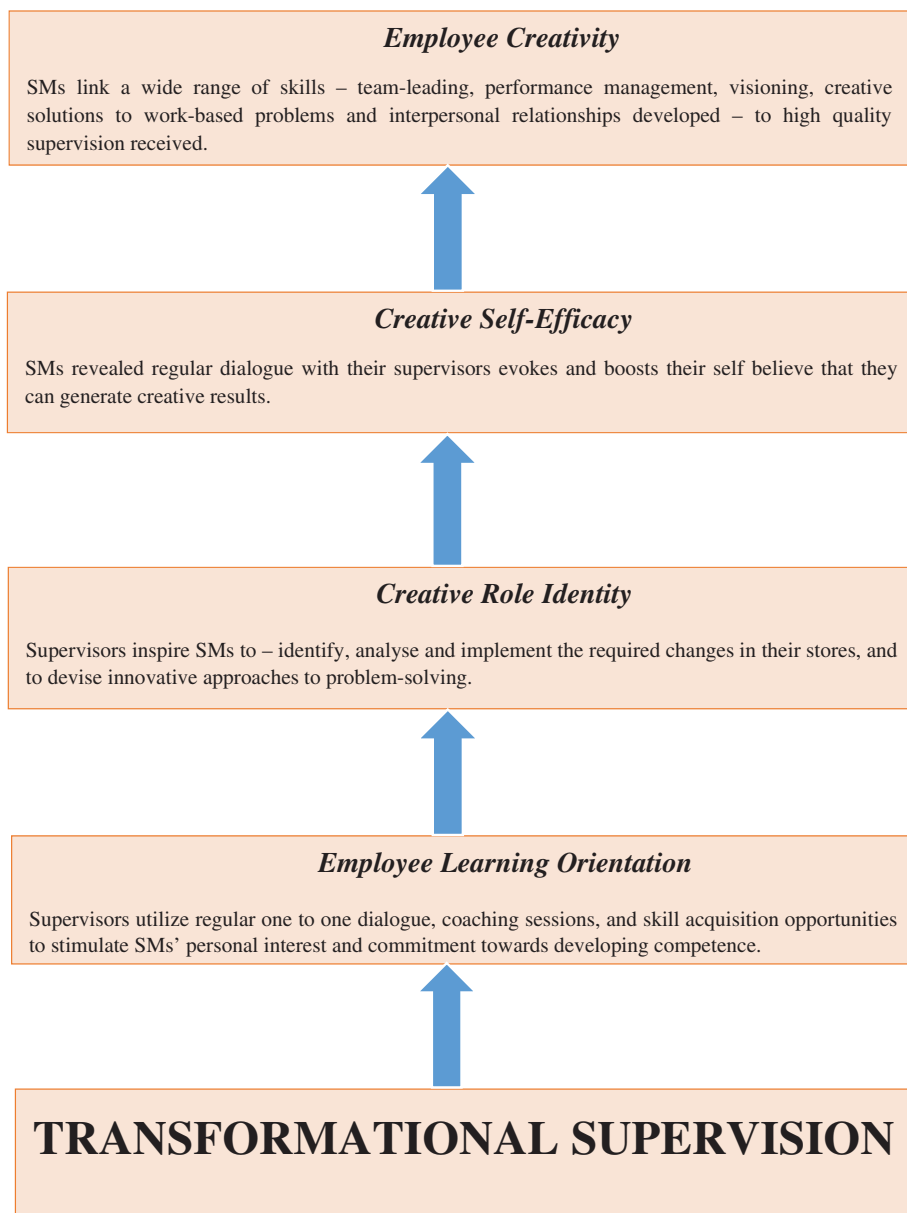 Employee Creativity
SMs link a wide range of skills – team-leading, performance management, visioning, creative
solutions to work-based problems and interpersonal relationships developed – to high quality
supervision received.
Creative Self-Efficacy
SMs revealed regular dialogue with their supervisors evokes and boosts their self believe that they
can generate creative results.
Creative Role Identity
Supervisors inspire SMs to – identify, analyse and implement the required changes in their stores, and
to devise innovative approaches to problem-solving.
Employee Learning Orientation
Supervisors utilize regular one to one dialogue, coaching sessions, and skill acquisition opportunities
to stimulate SMs’ personal interest and commitment towards developing competence.
TRANSFORMATIONAL SUPERVISION